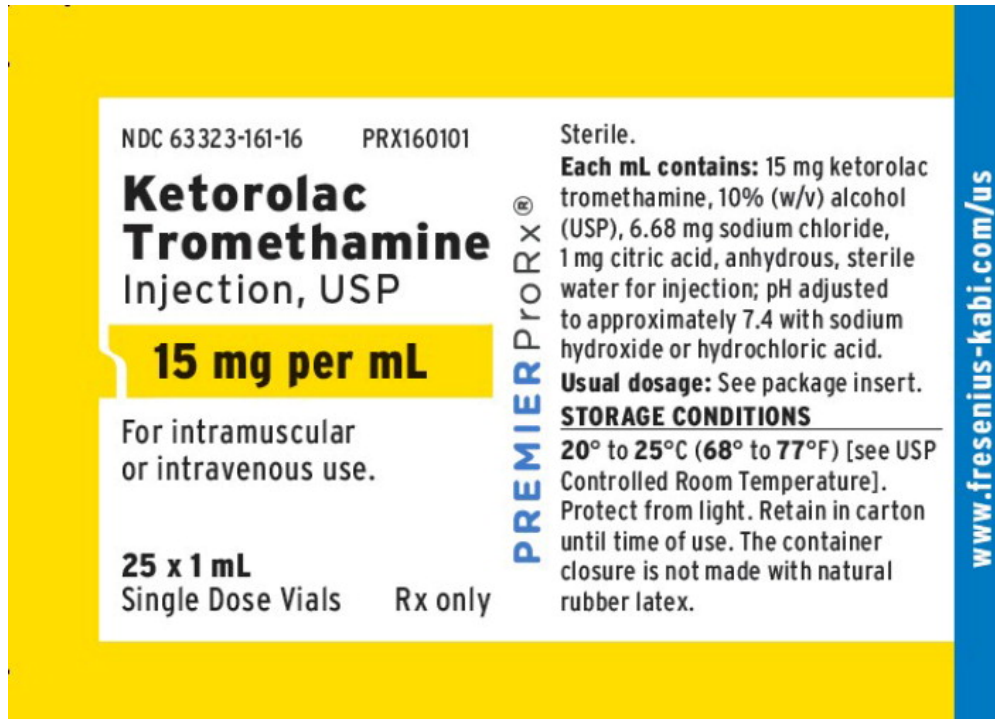 NDC 63323-161-16 PRX160101
Ketorolac
Tromethamine
Injection, USP
15 mg per mL
For intramuscular
or intravenous use.
25 x 1 mL
Single Dose Vials Rx only
PREMIERProRx®
Sterile.
Each mL contains: 15 mg ketorolac
tromethamine, 10% (w/v) alcohol
(USP), 6.68 mg sodium chloride,
1 mg citric acid, anhydrous, sterile
water for injection; pH adjusted
to approximately 7.4 with sodium
hydroxide or hydrochloric acid.
Usual dosage: See package insert.
STORAGE CONDITIONS
20° to 25°C (68° to 77°F) [see USP
Controlled Room Temperature].
Protect from light. Retain in carton
until time of use. The container
closure is not made with natural
rubber latex.
www.fresenius-kabi.com/us